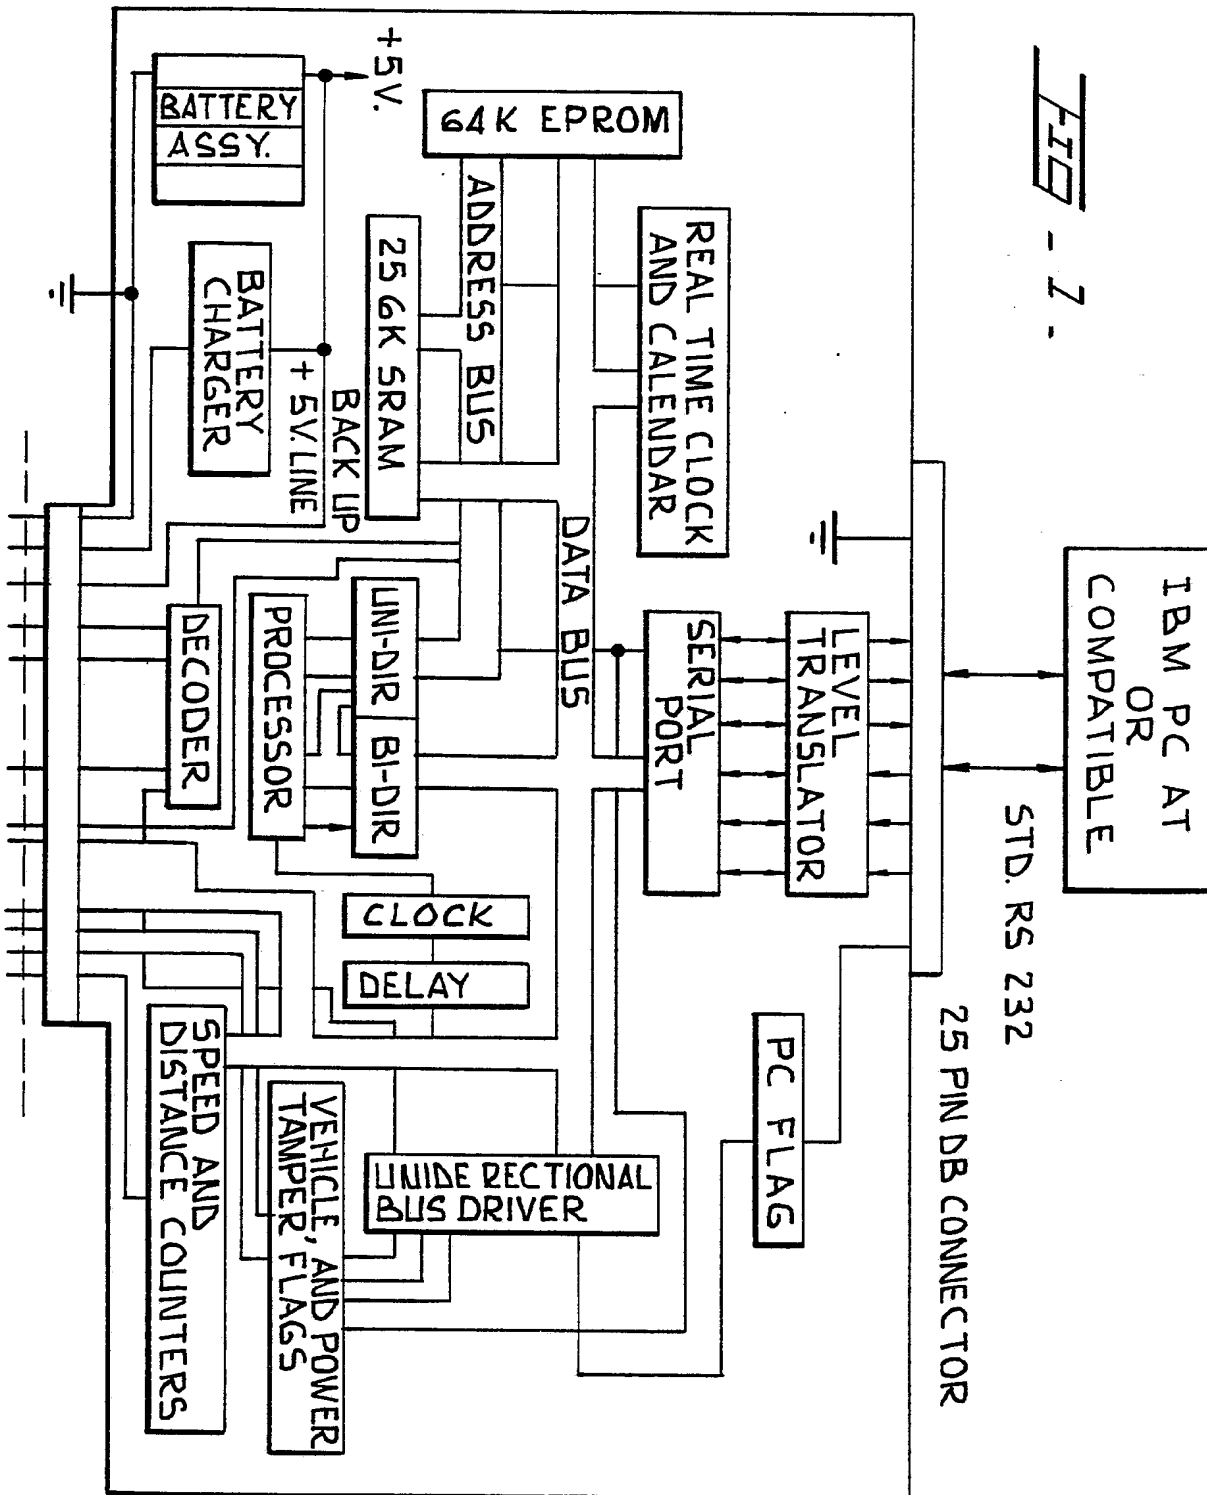 FIG - 1 -
IBM PC AT
OR
COMPATIBLE
STD. RS 232
25 PIN DB CONNECTOR
LEVEL
TRANSLATOR
SERIAL
PORT
PC FLAG
REAL TIME CLOCK
AND CALENDAR
64K EPROM
ADDRESS BUS
DATA BUS
256K SRAM
+5V.
BATTERY
ASSY.
BATTERY
CHARGER
+5V.LINE
BACK UP
UNI-DIR
BI-DIR
PROCESSOR
DECODER
CLOCK
DELAY
UNIDE RECTIONAL
BUS DRIVER
VEHICLE, AND POWER
TAMPER, FLAGS
SPEED AND
DISTANCE COUNTERS